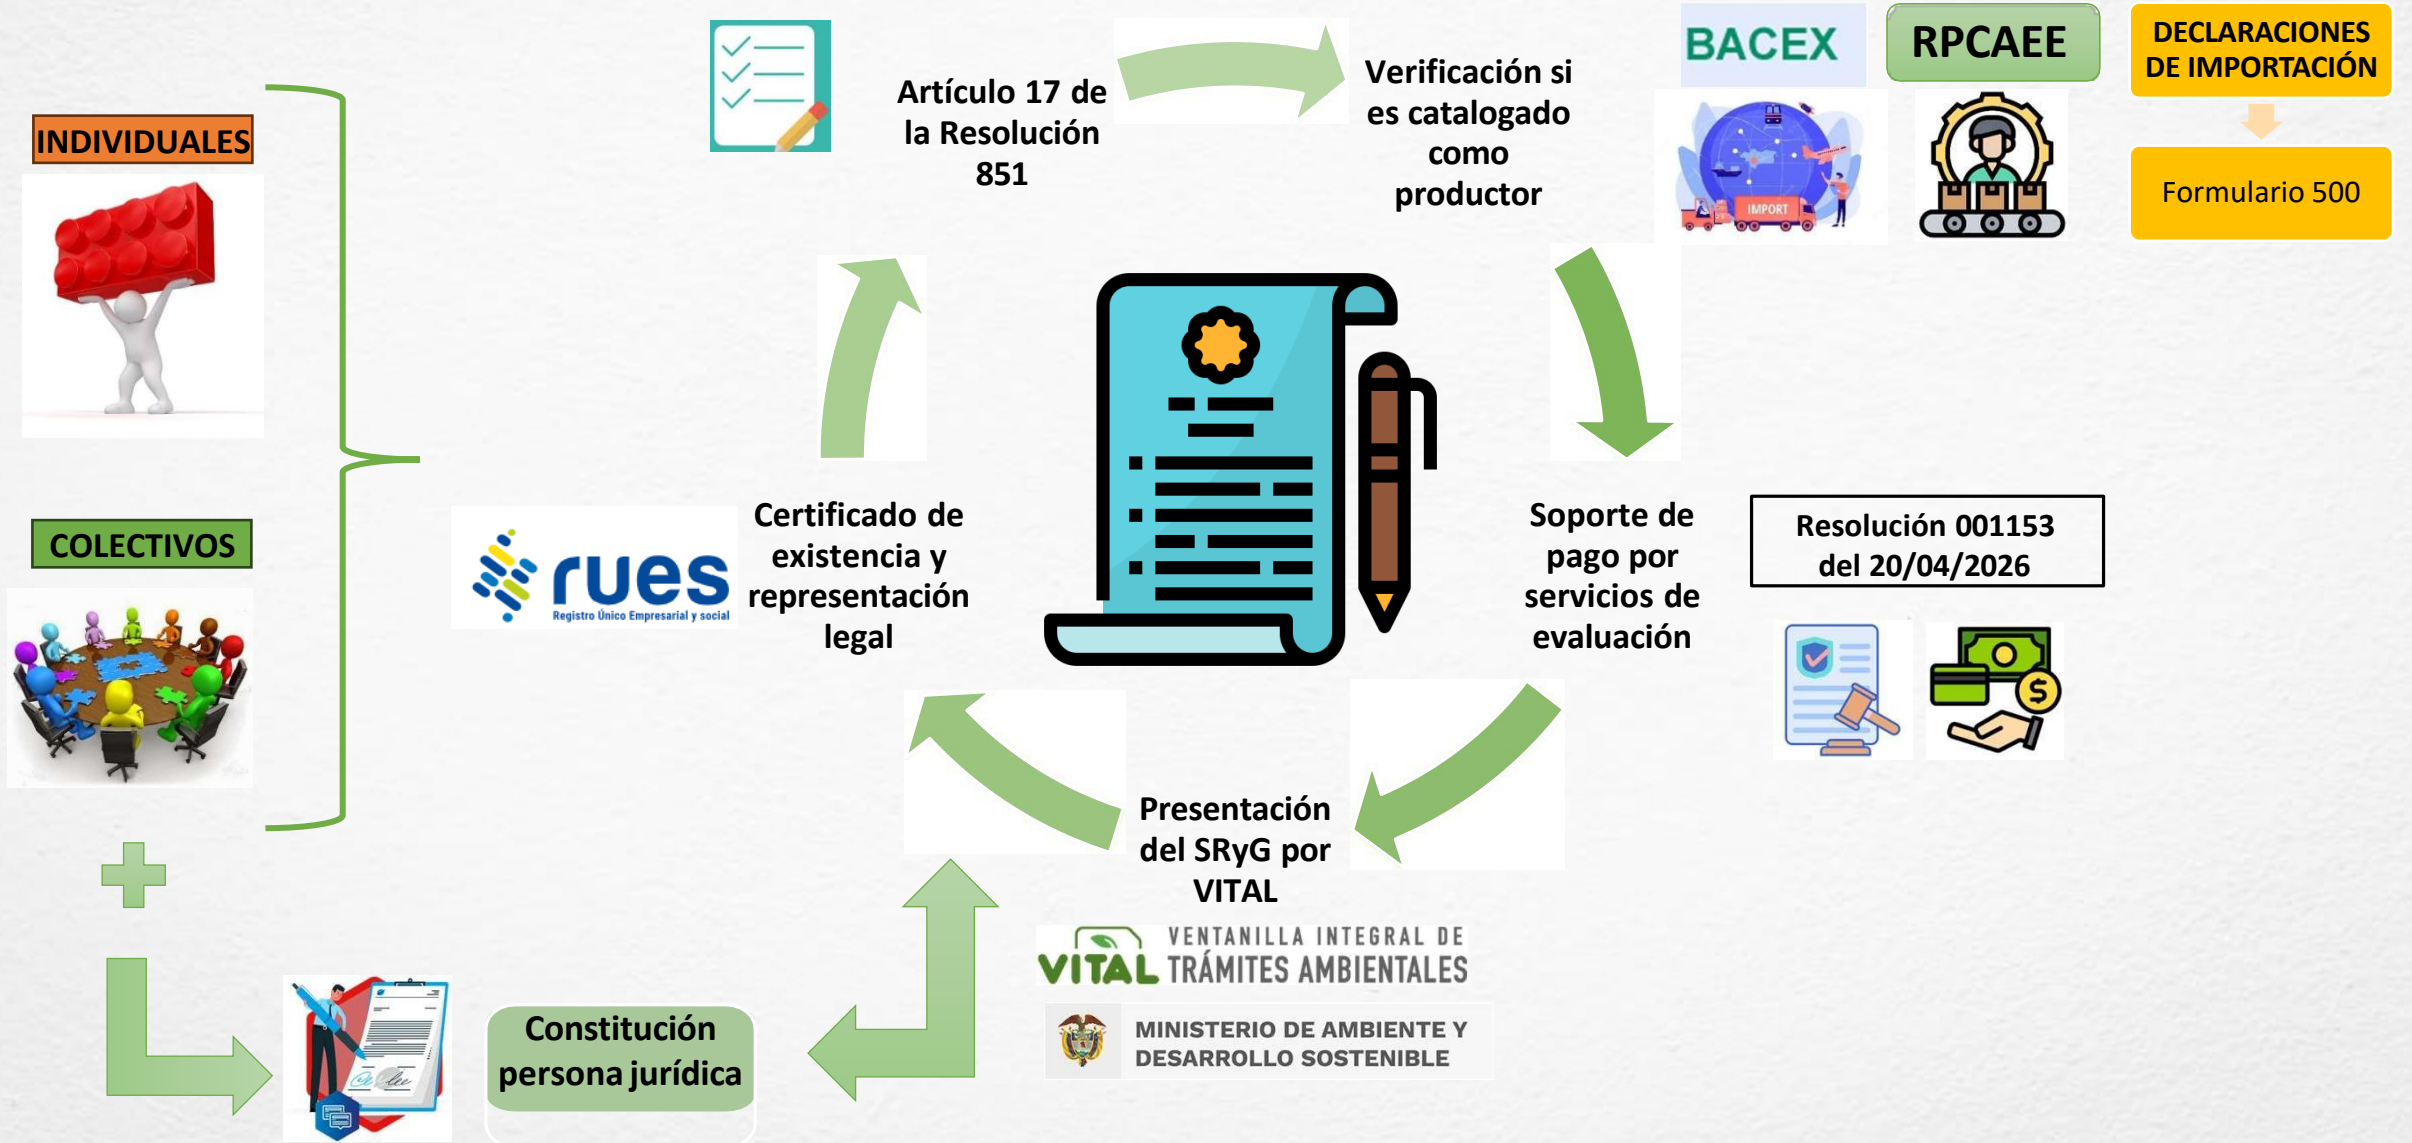 INDIVIDUALES
COLECTIVOS
Artículo 17 de
la Resolución
851
Verificación si
es catalogado
como
productor
BACEX
IMPORT
RPCAEE
DECLARACIONES
DE IMPORTACIÓN
Formulario 500
rues
Registro Único Empresarial y social
Certificado de
existencia y
representación
legal
Soporte de
pago por
servicios de
evaluación
Resolución 001153
del 20/04/2026
Presentación
del SRyG por
VITAL
VITAL
VENTANILLA INTEGRAL DE
TRÁMITES AMBIENTALES
MINISTERIO DE AMBIENTE Y
DESARROLLO SOSTENIBLE
Constitución
persona jurídica